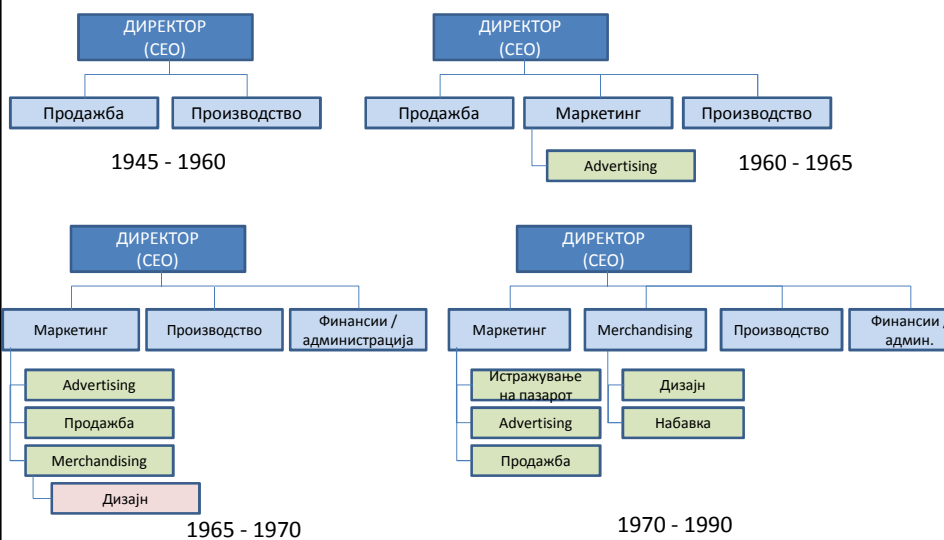 ДИРЕКТОР
(CEO)
Продажба
Производство
1945 - 1960
ДИРЕКТОР
(CEO)
Продажба
Маркетинг
Производство
Advertising
1960 - 1965
ДИРЕКТОР
(CEO)
Маркетинг
Производство
Финансии /
администрација
Advertising
Продажба
Merchandising
Дизајн
1965 - 1970
ДИРЕКТОР
(CEO)
Маркетинг
Merchandising
Производство
Финансии /
админ.
Истражување
на пазарот
Advertising
Продажба
Дизајн
Набавка
1970 - 1990